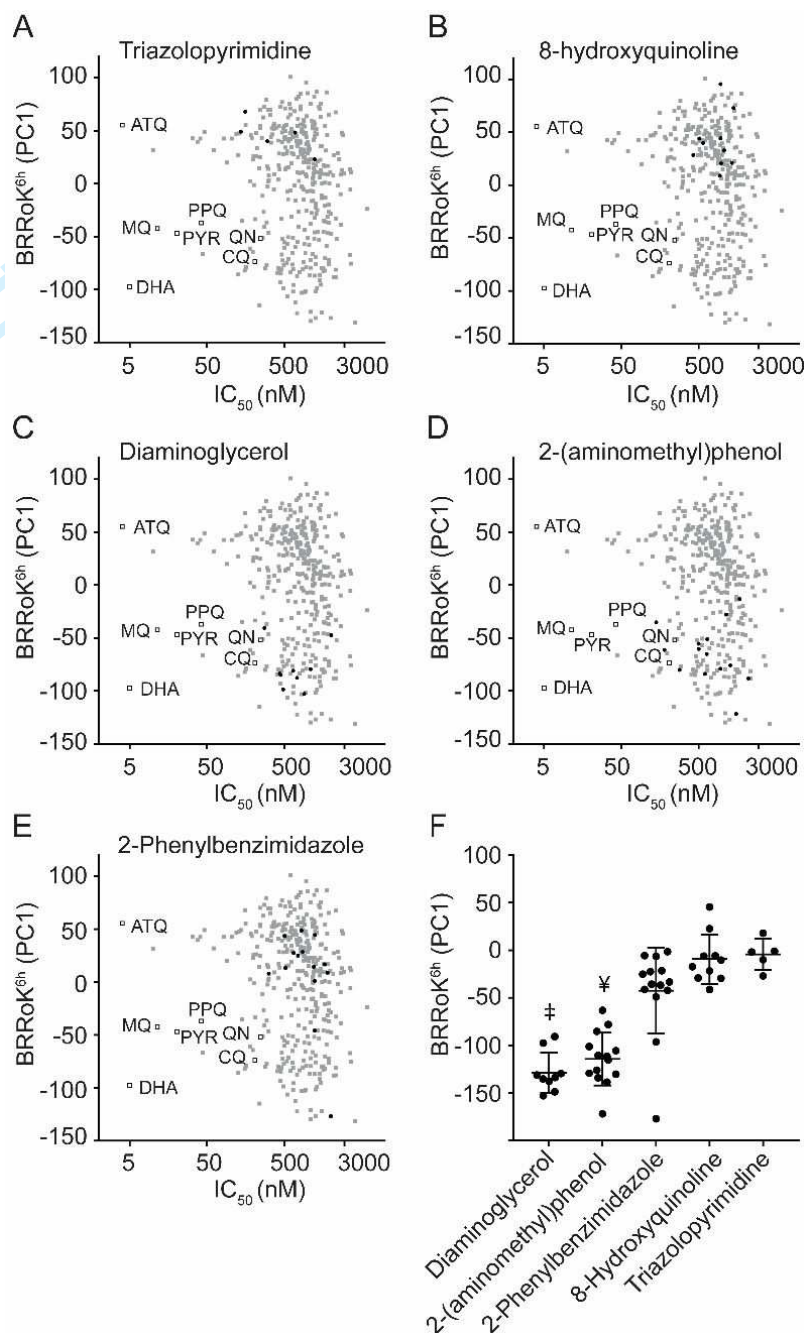 A
Triazolopyrimidine
BRRoK6h (PC1)
100
50
0
-50
-100
-150
ATQ
PPQ
MQ
PYR
QN
CQ
DHA
5
50
500
3000
IC50 (nM)
B
8-hydroxyquinoline
BRRoK6h (PC1)
100
50
0
-50
-100
-150
ATQ
PPQ
MQ
PYR
QN
CQ
DHA
5
50
500
3000
IC50 (nM)
C
Diaminoglycerol
BRRoK6h (PC1)
100
50
0
-50
-100
-150
ATQ
PPQ
MQ
PYR
QN
CQ
DHA
5
50
500
3000
IC50 (nM)
D
2-(aminomethyl)phenol
BRRoK6h (PC1)
100
50
0
-50
-100
-150
ATQ
PPQ
MQ
PYR
QN
CQ
DHA
5
50
500
3000
IC50 (nM)
E
2-Phenylbenzimidazole
BRRoK6h (PC1)
100
50
0
-50
-100
-150
ATQ
PPQ
MQ
PYR
QN
CQ
DHA
5
50
500
3000
IC50 (nM)
F
BRRoK6h (PC1)
100
50
0
-50
-100
-150
‡
¥
Diaminoglycerol
2-(aminomethyl)phenol
2-Phenylbenzimidazole
8-Hydroxyquinoline
Triazolopyrimidine